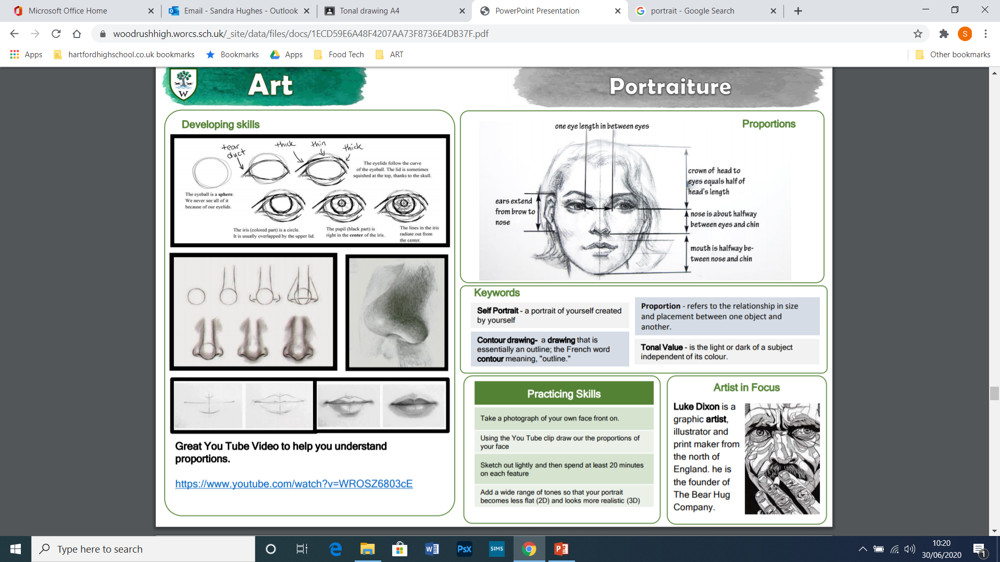 Microsoft Office Home
Email - Sandra Hughes - Outlook
Tonal drawing A4
PowerPoint Presentation
portrait - Google Search
woodrushhigh.worcs.sch.uk/_site/data/files/docs/1ECD59E6A48F4207AA73F8736E4DB37F.pdf
S
Apps
hartfordhighschool.co.uk bookmarks
Bookmarks
Apps
Food Tech
ART
Other bookmarks
W
Art
Portraiture
Developing skills
tear
duct
thick
thin
thick
The eyelids follow the curve
of the eyeball. The lid is sometimes
squished at the top, thanks to the skull.
The eyeball is a sphere.
We never see all of it
because of our eyelids.
The iris (colored part) is a circle.
It is usually overlapped by the upper lid.
The pupil (black part) is
right in the center of the iris.
The lines in the iris
radiate out from
the center.
Great You Tube Video to help you understand
proportions.
https://www.youtube.com/watch?v=WROSZ6803cE
Proportions
one eye length in between eyes
crown of head to
eyes equals half of
head's length
ears extend
from brow to
nose
nose is about halfway
between eyes and chin
mouth is halfway be-
tween nose and chin
Keywords
Self Portrait - a portrait of yourself created
by yourself
Contour drawing- a drawing that is
essentially an outline; the French word
contour meaning, "outline."
Proportion - refers to the relationship in size
and placement between one object and
another.
Tonal Value - is the light or dark of a subject
independent of its colour.
Practicing Skills
Take a photograph of your own face front on.
Using the You Tube clip draw our the proportions of
your face
Sketch out lightly and then spend at least 20 minutes
on each feature
Add a wide range of tones so that your portrait
becomes less flat (2D) and looks more realistic (3D)
Artist in Focus
Luke Dixon is a
graphic artist,
illustrator and
print maker from
the north of
England. he is
the founder of
The Bear Hug
Company.
Type here to search
W
PsX
SIMS
P
10:20
30/06/2020
1